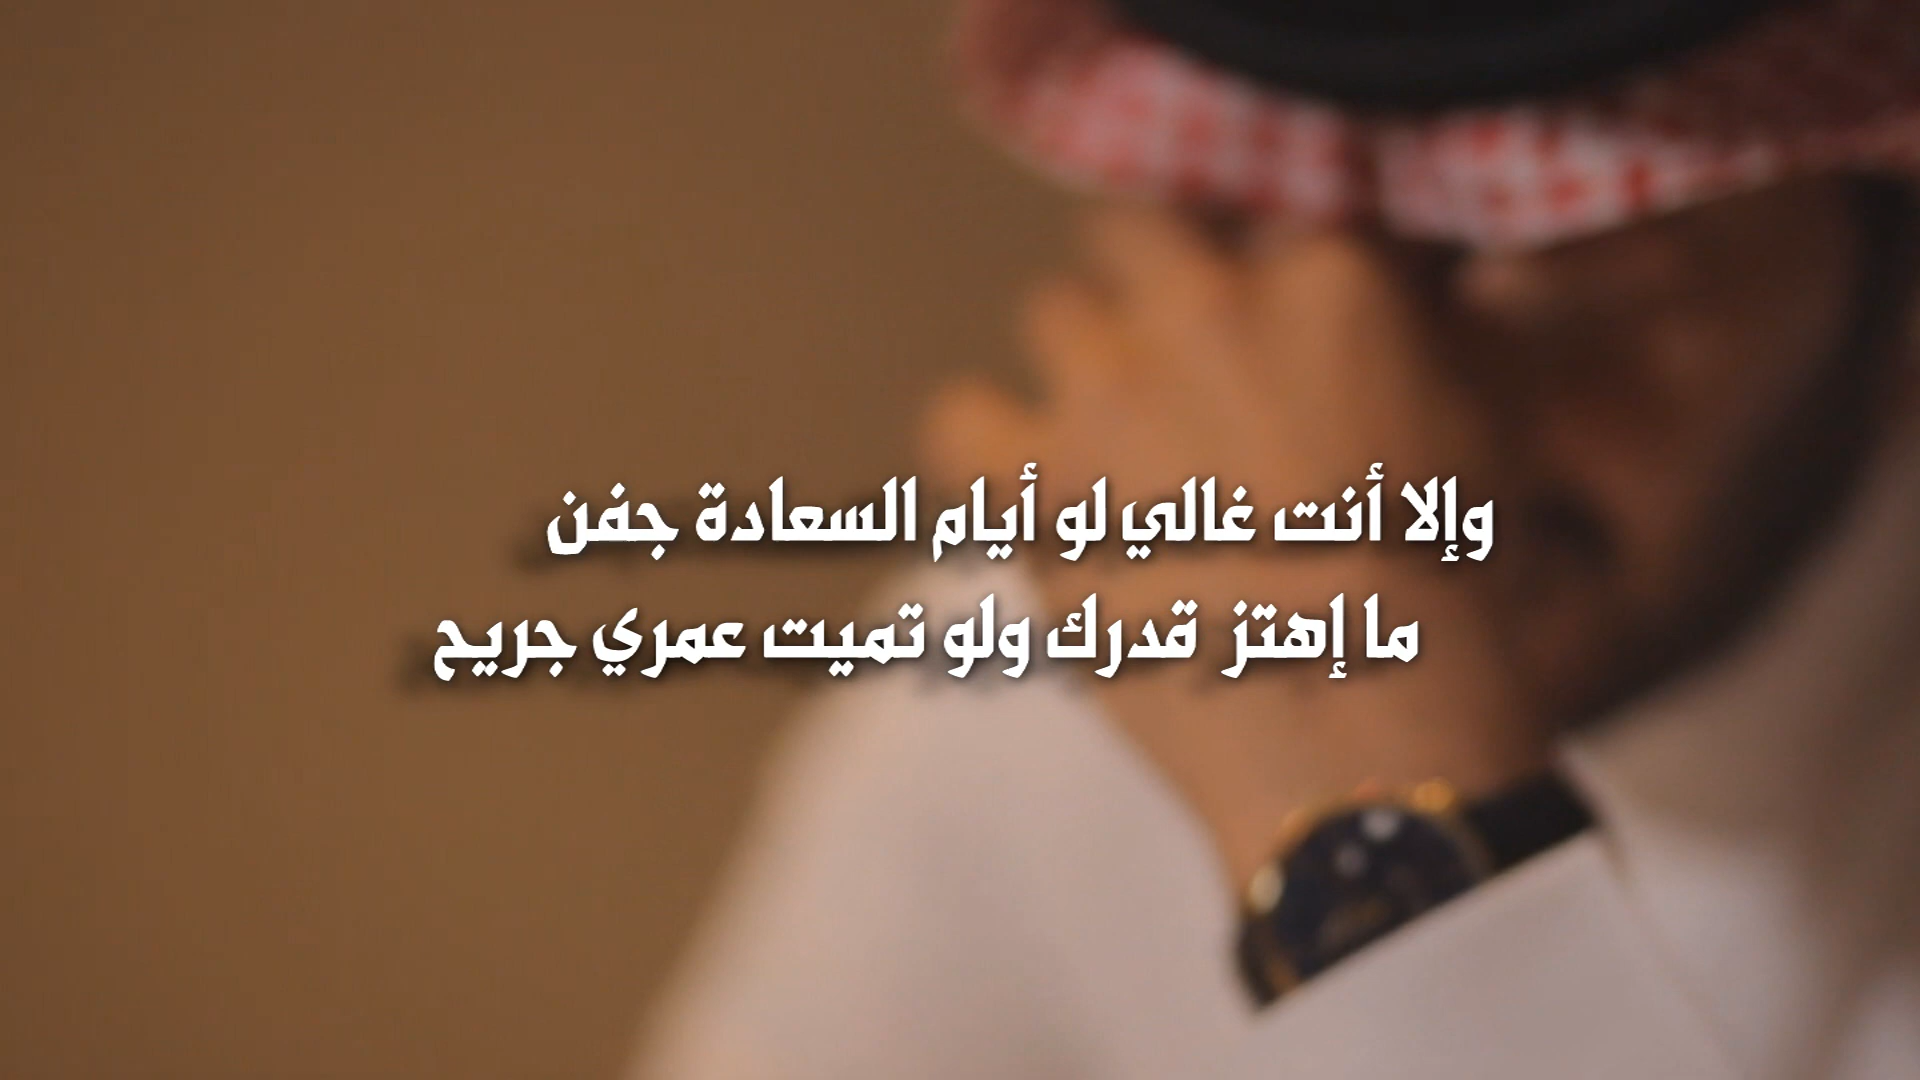 وإلا أنت غالي لو أيام السعادة جفن
ما إهتز قدرك ولو تميت عمري جريح